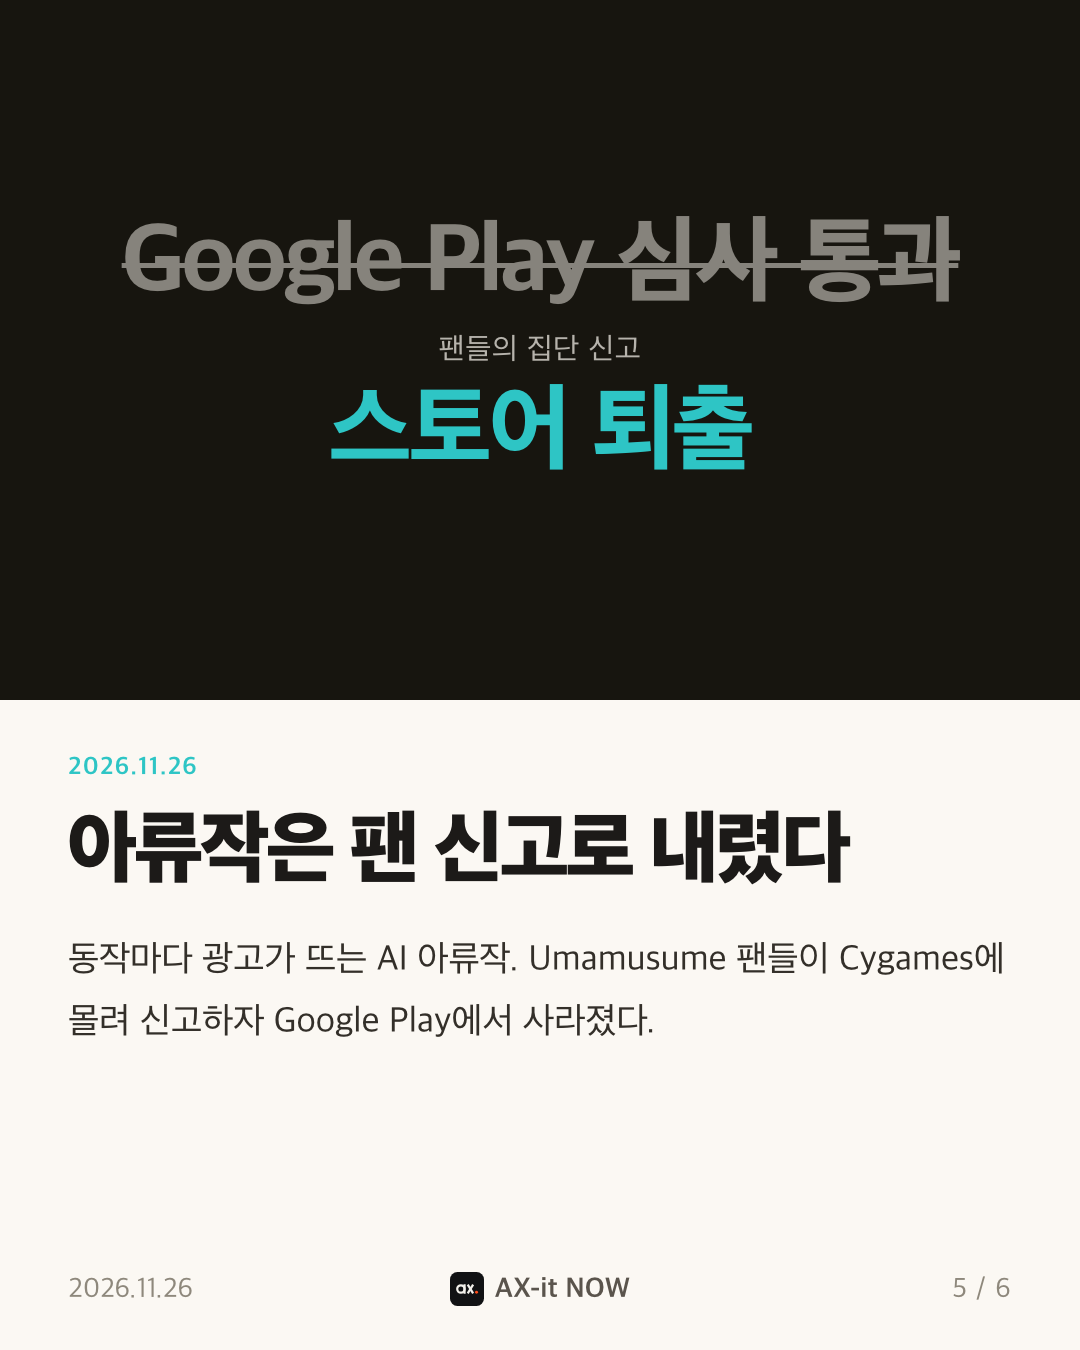 Google Play 심사 통과
팬들의 집단 신고
스토어 퇴출
2026.11.26
아류작은 팬 신고로 내렸다
동작마다 광고가 뜨는 AI 아류작. Umamusume 팬들이 Cygames에
몰려 신고하자 Google Play에서 사라졌다.
2026.11.26
ax. AX-it NOW
5 / 6